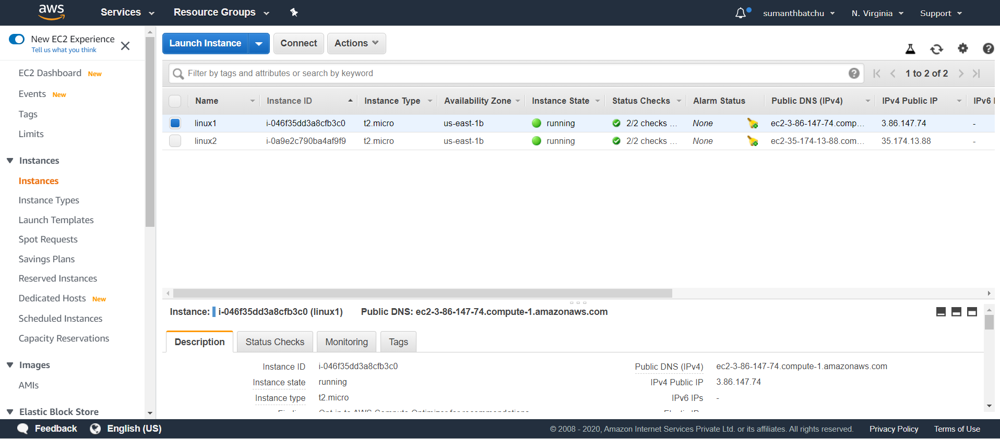 aws
Services
Resource Groups
sumanthbatchu
N. Virginia
Support
New EC2 Experience
Tell us what you think
EC2 Dashboard New
Events New
Tags
Limits
Instances
Instances
Instance Types
Launch Templates
Spot Requests
Savings Plans
Reserved Instances
Dedicated Hosts New
Scheduled Instances
Capacity Reservations
Images
AMIs
Elastic Block Store
Launch Instance
Connect
Actions
Filter by tags and attributes or search by keyword
1 to 2 of 2
Name Instance ID Instance Type Availability Zone Instance State Status Checks Alarm Status Public DNS (IPv4) IPv4 Public IP IPv6 I
linux1 i-046f35dd3a8cfb3c0 t2.micro us-east-1b running 2/2 checks ... None ec2-3-86-147-74.comp... 3.86.147.74 -
linux2 i-0a9e2c790ba4af9f9 t2.micro us-east-1b running 2/2 checks ... None ec2-35-174-13-88.com... 35.174.13.88 -
Instance: i-046f35dd3a8cfb3c0 (linux1) Public DNS: ec2-3-86-147-74.compute-1.amazonaws.com
Description Status Checks Monitoring Tags
Instance ID i-046f35dd3a8cfb3c0 Public DNS (IPv4) ec2-3-86-147-74.compute-1.amazonaws.com
Instance state running IPv4 Public IP 3.86.147.74
Instance type t2.micro IPv6 IPs -
Opt-in to AWS Compute Optimizer for recommendations
Feedback English (US) © 2008 - 2020, Amazon Internet Services Private Ltd. or its affiliates. All rights reserved. Privacy Policy Terms of Use